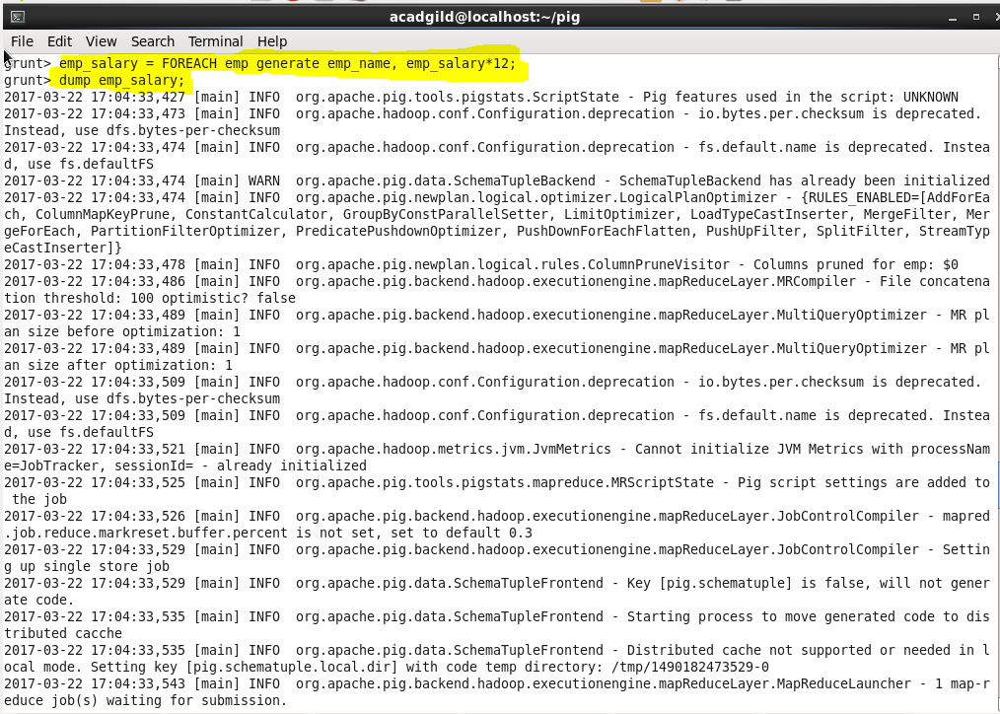 acadgild@localhost:~/pig
File Edit View Search Terminal Help
grunt> emp_salary = FOREACH emp generate emp_name, emp_salary*12;
grunt> dump emp_salary;
2017-03-22 17:04:33,427 [main] INFO  org.apache.pig.tools.pigstats.ScriptState - Pig features used in the script: UNKNOWN
2017-03-22 17:04:33,473 [main] INFO  org.apache.hadoop.conf.Configuration.deprecation - io.bytes.per.checksum is deprecated.
Instead, use dfs.bytes-per-checksum
2017-03-22 17:04:33,474 [main] INFO  org.apache.hadoop.conf.Configuration.deprecation - fs.default.name is deprecated. Instea
d, use fs.defaultFS
2017-03-22 17:04:33,474 [main] WARN  org.apache.pig.data.SchemaTupleBackend - SchemaTupleBackend has already been initialized
2017-03-22 17:04:33,474 [main] INFO  org.apache.pig.newplan.logical.optimizer.LogicalPlanOptimizer - {RULES_ENABLED=[AddForEa
ch, ColumnMapKeyPrune, ConstantCalculator, GroupByConstParallelSetter, LimitOptimizer, LoadTypeCastInserter, MergeFilter, Mer
geForEach, PartitionFilterOptimizer, PredicatePushdownOptimizer, PushDownForEachFlatten, PushUpFilter, SplitFilter, StreamTyp
eCastInserter]}
2017-03-22 17:04:33,478 [main] INFO  org.apache.pig.newplan.logical.rules.ColumnPruneVisitor - Columns pruned for emp: $0
2017-03-22 17:04:33,486 [main] INFO  org.apache.pig.backend.hadoop.executionengine.mapReduceLayer.MRCompiler - File concatena
tion threshold: 100 optimistic? false
2017-03-22 17:04:33,489 [main] INFO  org.apache.pig.backend.hadoop.executionengine.mapReduceLayer.MultiQueryOptimizer - MR pl
an size before optimization: 1
2017-03-22 17:04:33,489 [main] INFO  org.apache.pig.backend.hadoop.executionengine.mapReduceLayer.MultiQueryOptimizer - MR pl
an size after optimization: 1
2017-03-22 17:04:33,509 [main] INFO  org.apache.hadoop.conf.Configuration.deprecation - io.bytes.per.checksum is deprecated.
Instead, use dfs.bytes-per-checksum
2017-03-22 17:04:33,509 [main] INFO  org.apache.hadoop.conf.Configuration.deprecation - fs.default.name is deprecated. Instea
d, use fs.defaultFS
2017-03-22 17:04:33,521 [main] INFO  org.apache.hadoop.metrics.jvm.JvmMetrics - Cannot initialize JVM Metrics with processNam
e=JobTracker, sessionId= - already initialized
2017-03-22 17:04:33,525 [main] INFO  org.apache.pig.tools.pigstats.mapreduce.MRScriptState - Pig script settings are added to
 the job
2017-03-22 17:04:33,526 [main] INFO  org.apache.pig.backend.hadoop.executionengine.mapReduceLayer.JobControlCompiler - mapred
.job.reduce.markreset.buffer.percent is not set, set to default 0.3
2017-03-22 17:04:33,529 [main] INFO  org.apache.pig.backend.hadoop.executionengine.mapReduceLayer.JobControlCompiler - Settin
g up single store job
2017-03-22 17:04:33,529 [main] INFO  org.apache.pig.data.SchemaTupleFrontend - Key [pig.schematuple] is false, will not gener
ate code.
2017-03-22 17:04:33,535 [main] INFO  org.apache.pig.data.SchemaTupleFrontend - Starting process to move generated code to dis
tributed cacche
2017-03-22 17:04:33,535 [main] INFO  org.apache.pig.data.SchemaTupleFrontend - Distributed cache not supported or needed in l
ocal mode. Setting key [pig.schematuple.local.dir] with code temp directory: /tmp/1490182473529-0
2017-03-22 17:04:33,543 [main] INFO  org.apache.pig.backend.hadoop.executionengine.mapReduceLayer.MapReduceLauncher - 1 map-r
educe job(s) waiting for submission.